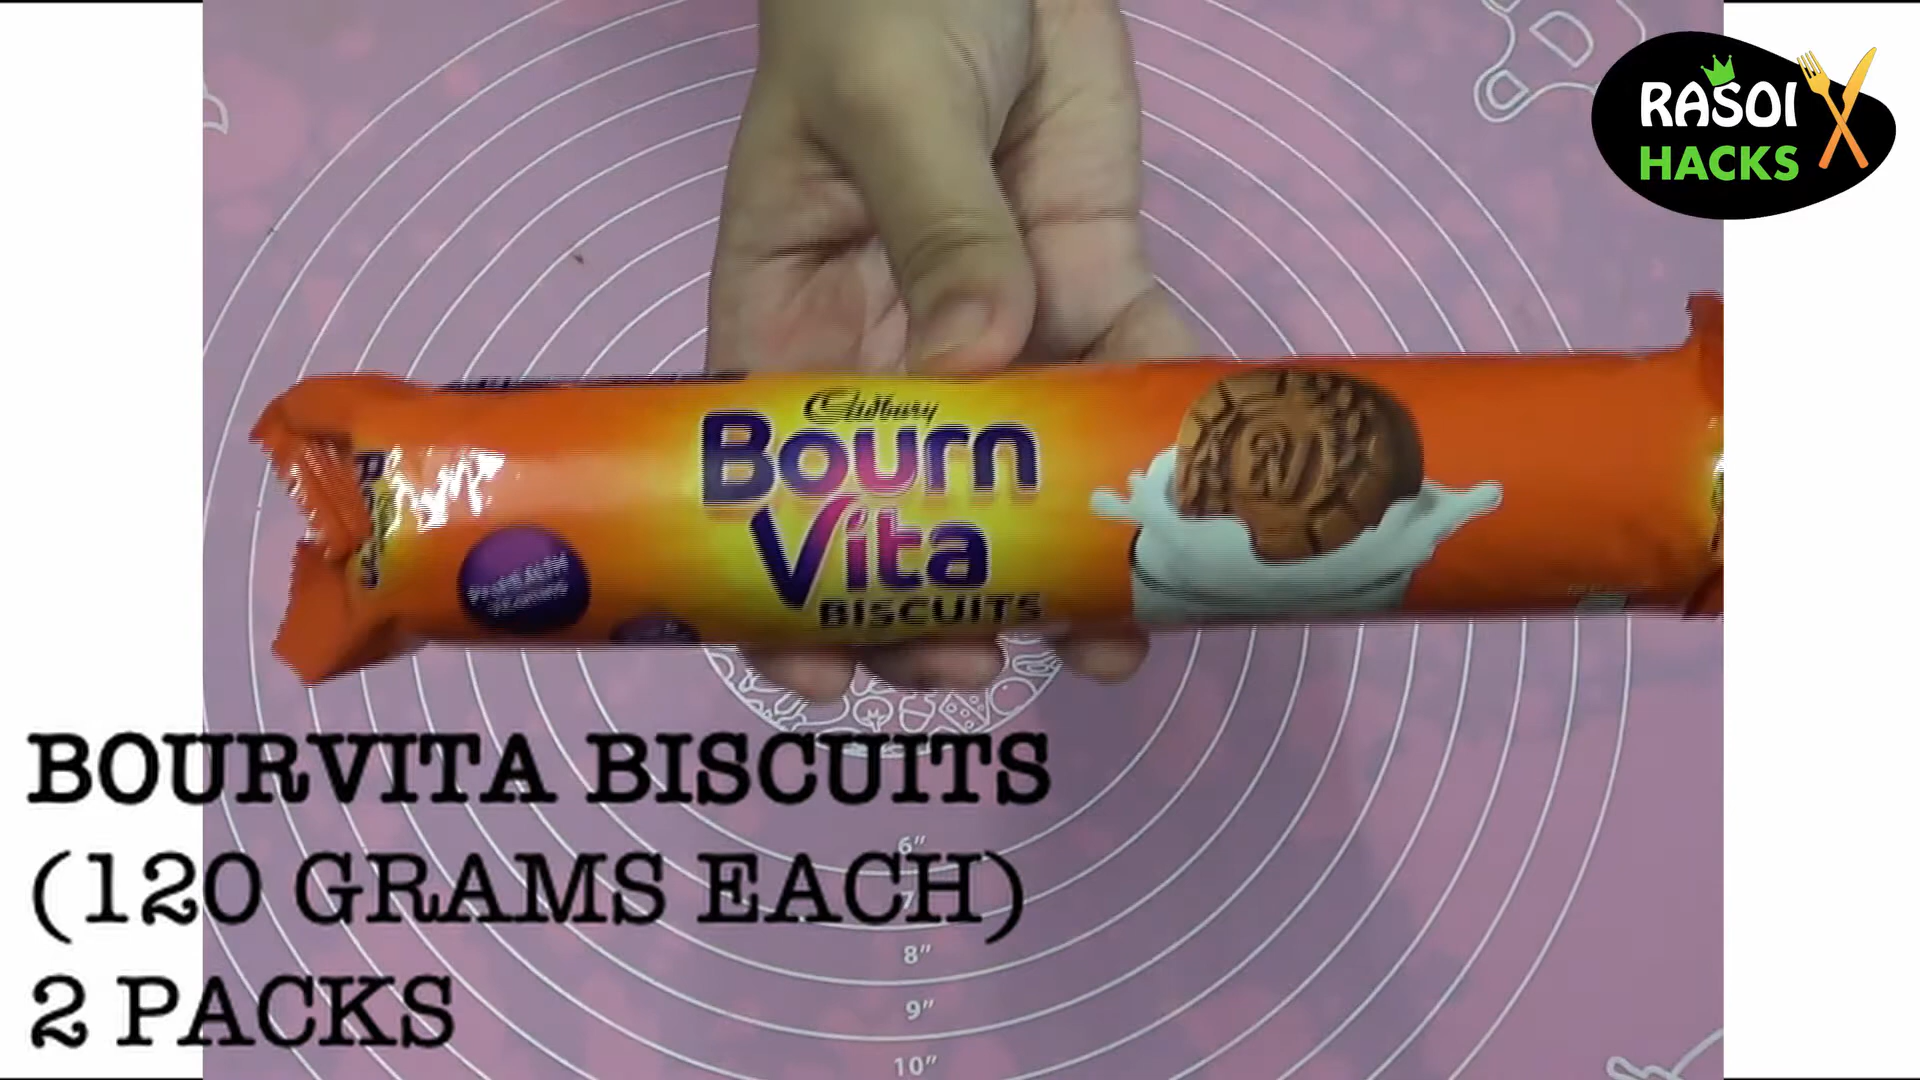 RASOI
HACKS
Cadbury
Bourn
Vita
BISCUITS
BOURVITA BISCUITS
(120 GRAMS EACH)
2 PACKS
6"
7"
8"
9"
10"